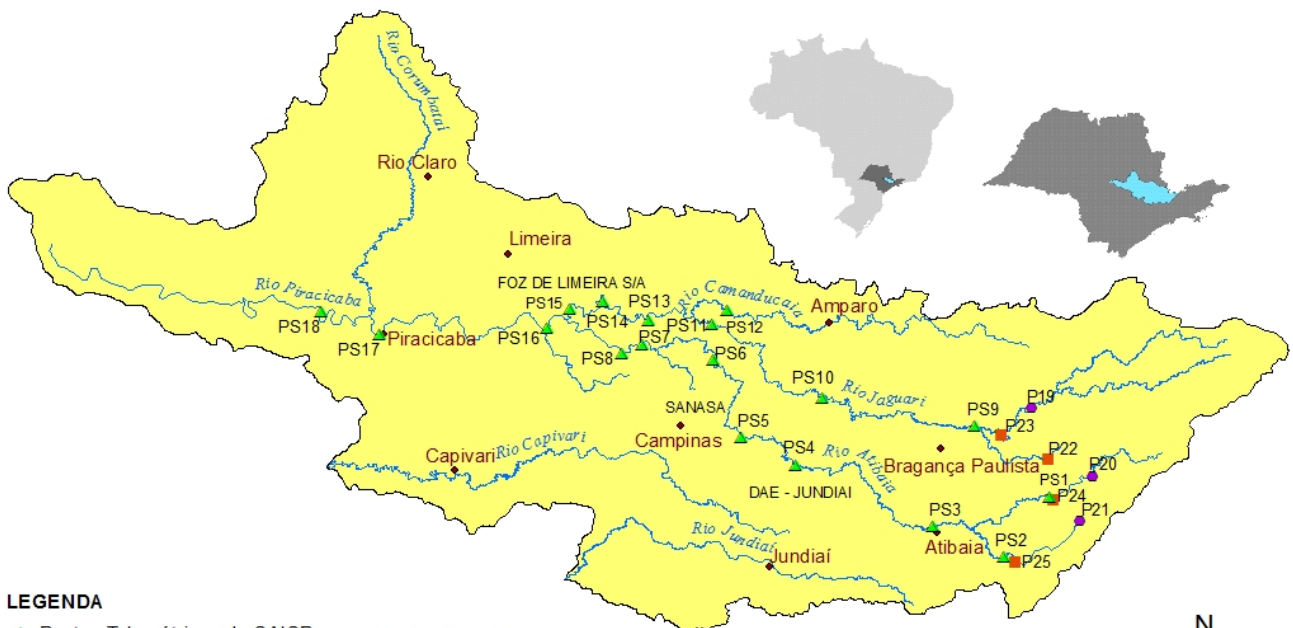 Rio Corumbataí
Rio Claro
Limeira
FOZ DE LIMEIRA S/A
Rio Piracicaba
PS15
PS13
Rio Camanducaia
Amparo
PS18
PS14
PS11
PS12
PS17
Piracicaba
PS16
PS7
PS8
PS6
PS10
Rio Jaguari
P19
SANASA
PS9
P23
PS5
Campinas
Capivari
Rio Capivari
PS4
Rio Atibaia
P22
Bragança Paulista
P20
DAE - JUNDIAI
PS1
P24
P21
PS3
Rio Jundiaí
Atibaia
PS2
Jundiaí
P25
LEGENDA
N